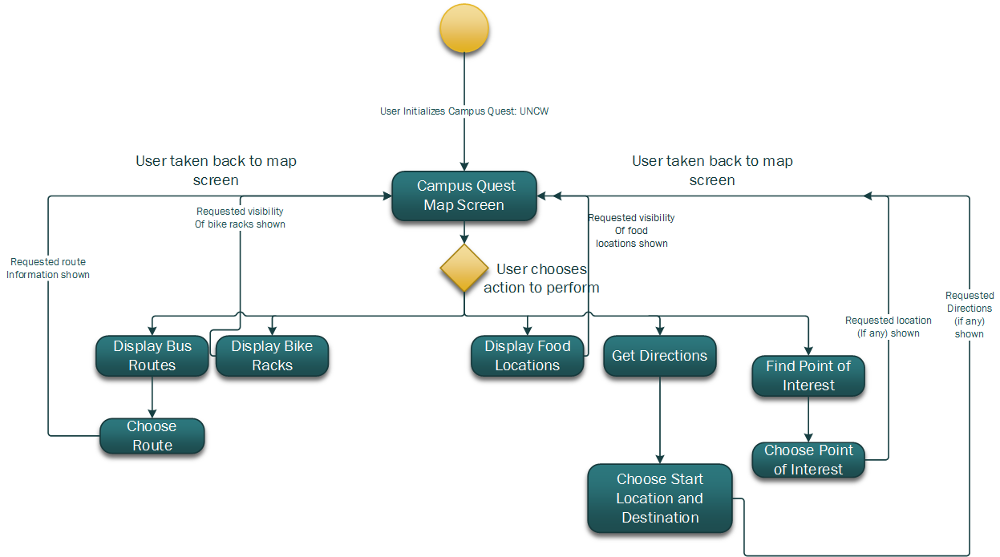 User Initializes Campus Quest: UNCW
User taken back to map
screen
User taken back to map
screen
Campus Quest
Map Screen
Requested visibility
Of bike racks shown
Requested visibility
Of food
locations shown
Requested route
Information shown
User chooses
action to perform
Requested
Directions
(if any)
shown
Requested location
(If any) shown
Display Bus
Routes
Display Bike
Racks
Display Food
Locations
Get Directions
Find Point of
Interest
Choose
Route
Choose Point
of Interest
Choose Start
Location and
Destination